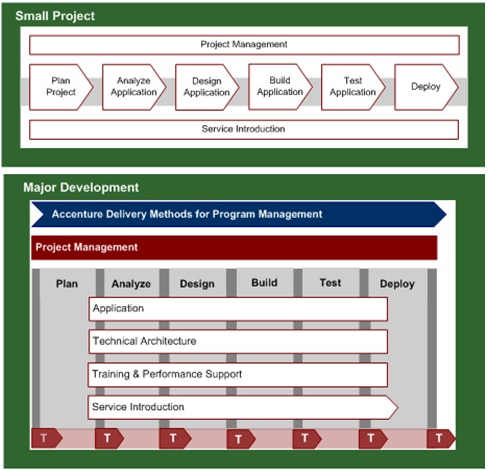 Small Project
Project Management
Plan
Project
Analyze
Application
Design
Application
Build
Application
Test
Application
Deploy
Service Introduction
Major Development
Accenture Delivery Methods for Program Management
Project Management
Plan Analyze Design Build Test Deploy
Application
Technical Architecture
Training & Performance Support
Service Introduction
T T T T T T T